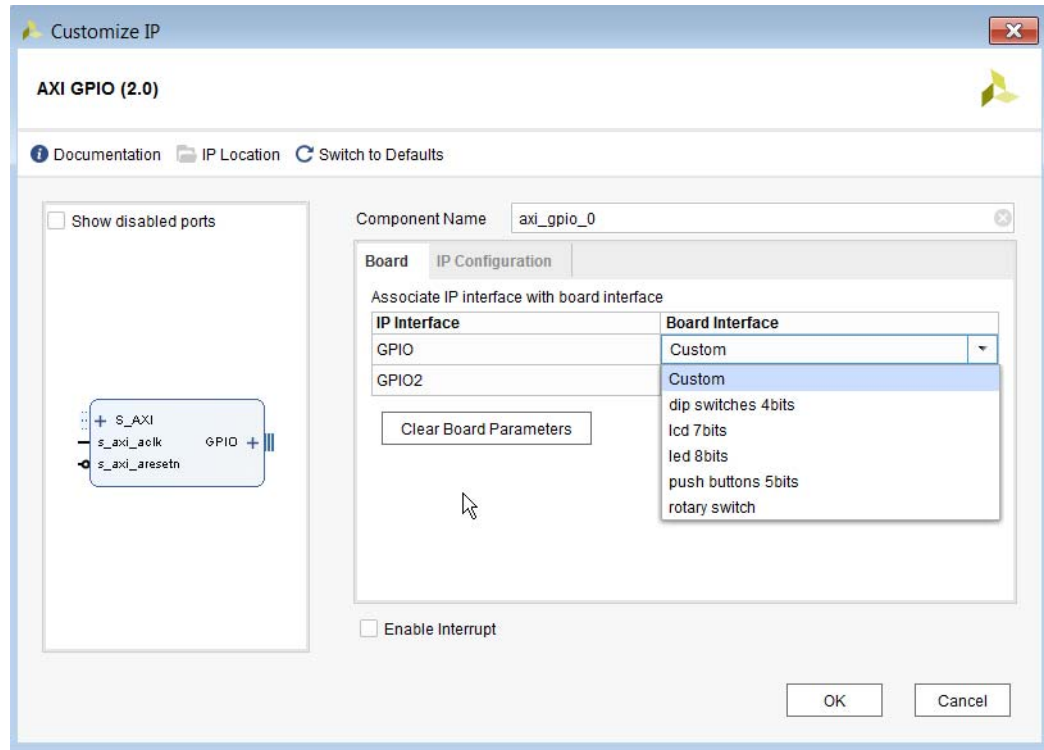 Customize IP
AXI GPIO (2.0)
Documentation IP Location Switch to Defaults
Show disabled ports
S_AXI
s_axi_aclk GPIO
s_axi_aresetn
Component Name axi_gpio_0
Board IP Configuration
Associate IP interface with board interface
IP Interface Board Interface
GPIO Custom
GPIO2
Custom
dip switches 4bits
lcd 7bits
led 8bits
push buttons 5bits
rotary switch
Clear Board Parameters
Enable Interrupt
OK Cancel